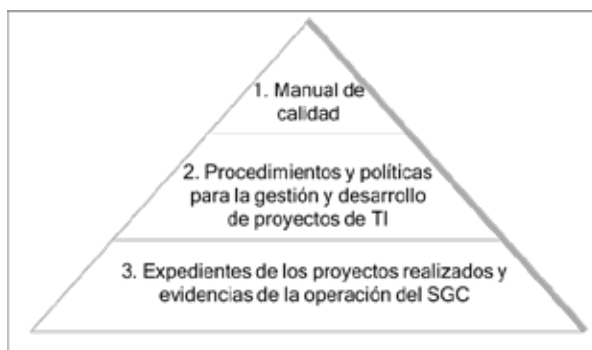 1. Manual de
calidad
2. Procedimientos y políticas
para la gestión y desarrollo
de proyectos de TI
3. Expedientes de los proyectos realizados y
evidencias de la operación del SGC